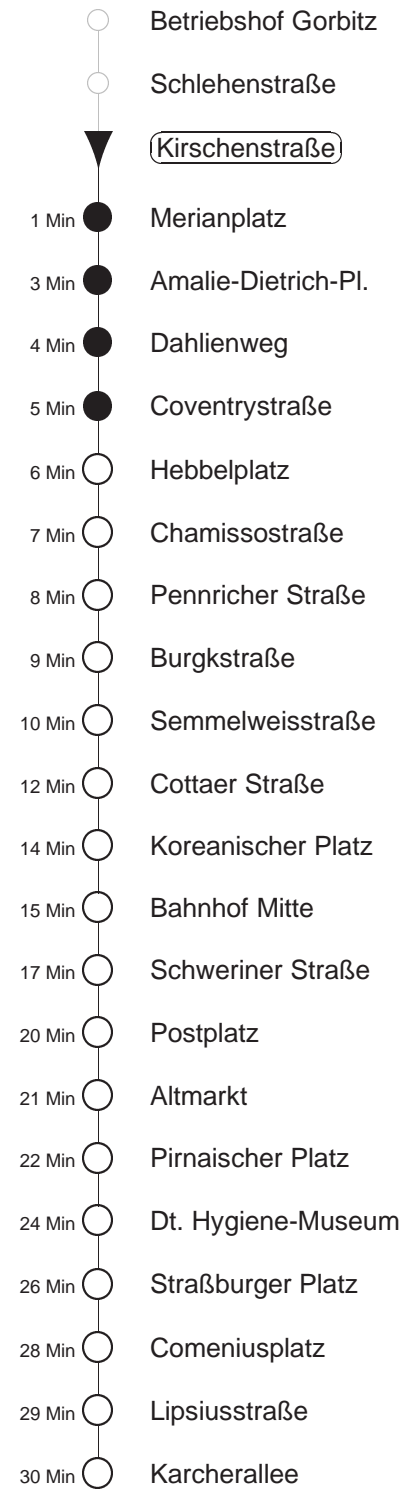 Betriebshof Gorbitz
Schlehenstraße
Kirschenstraße
1 Min Merianplatz
3 Min Amalie-Dietrich-Pl.
4 Min Dahlienweg
5 Min Coventrystraße
6 Min Hebbelplatz
7 Min Chamissostraße
8 Min Pennricher Straße
9 Min Burgkstraße
10 Min Semmelweisstraße
12 Min Cottaer Straße
14 Min Koreanischer Platz
15 Min Bahnhof Mitte
17 Min Schweriner Straße
20 Min Postplatz
21 Min Altmarkt
22 Min Pirnaischer Platz
24 Min Dt. Hygiene-Museum
26 Min Straßburger Platz
28 Min Comeniusplatz
29 Min Lipsiusstraße
30 Min Karcherallee